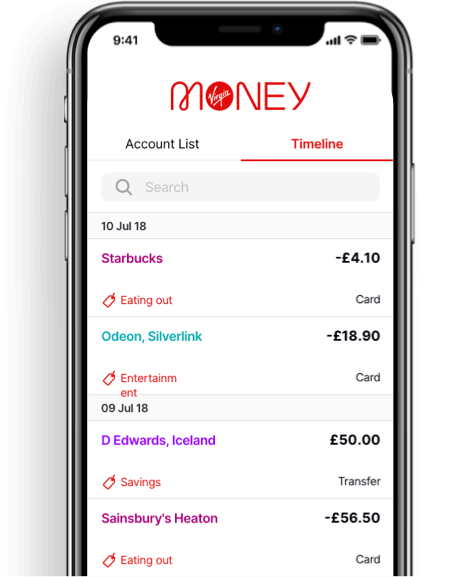 9:41
MONEY
Virgin
Account List Timeline
Search
10 Jul 18
Starbucks -£4.10
Eating out Card
Odeon, Silverlink -£18.90
Entertainm
ent Card
09 Jul 18
D Edwards, Iceland £50.00
Savings Transfer
Sainsbury's Heaton -£56.50
Eating out Card